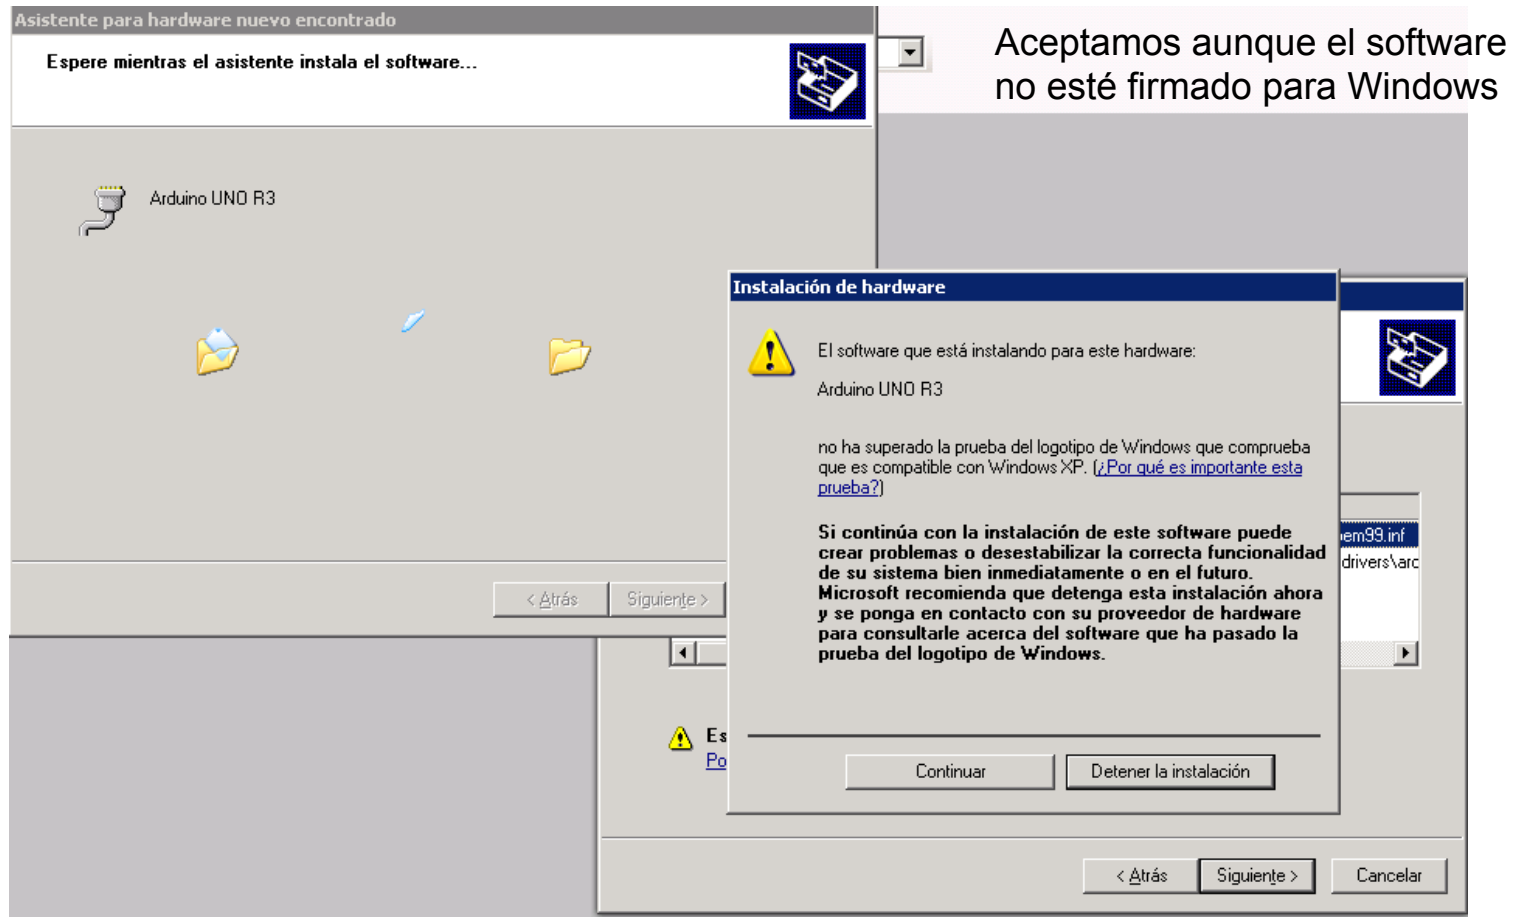 Asistente para hardware nuevo encontrado
Espere mientras el asistente instala el software...
Aceptamos aunque el software
no esté firmado para Windows
Arduino UNO R3
Instalación de hardware
El software que está instalando para este hardware:
Arduino UNO R3
no ha superado la prueba del logotipo de Windows que comprueba
que es compatible con Windows XP. (¿Por qué es importante esta
prueba?)
Si continúa con la instalación de este software puede
crear problemas o desestabilizar la correcta funcionalidad
de su sistema bien inmediatamente o en el futuro.
Microsoft recomienda que detenga esta instalación ahora
y se ponga en contacto con su proveedor de hardware
para consultarle acerca del software que ha pasado la
prueba del logotipo de Windows.
Continuar
Detener la instalación
< Atrás
Siguiente >
em99.inf
drivers\arc
Es
Po
< Atrás
Siguiente >
Cancelar